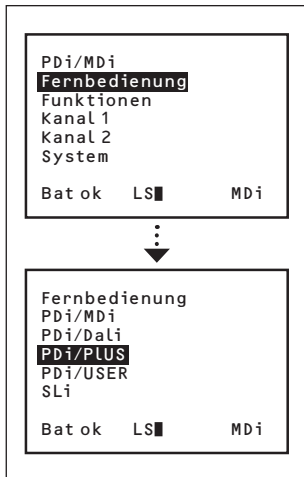 PDi/MDi
Fernbedienung
Funktionen
Kanal 1
Kanal 2
System
Bat ok LS MDi
Fernbedienung
PDi/MDi
PDi/Dali
PDi/PlUS
PDi/USER
SLi
Bat ok LS MDi